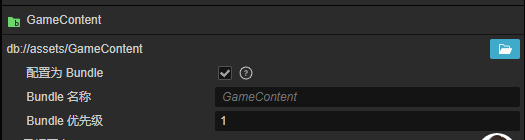 GameContent
db://assets/GameContent
配置为 Bundle
Bundle 名称 GameContent
Bundle 优先级 1